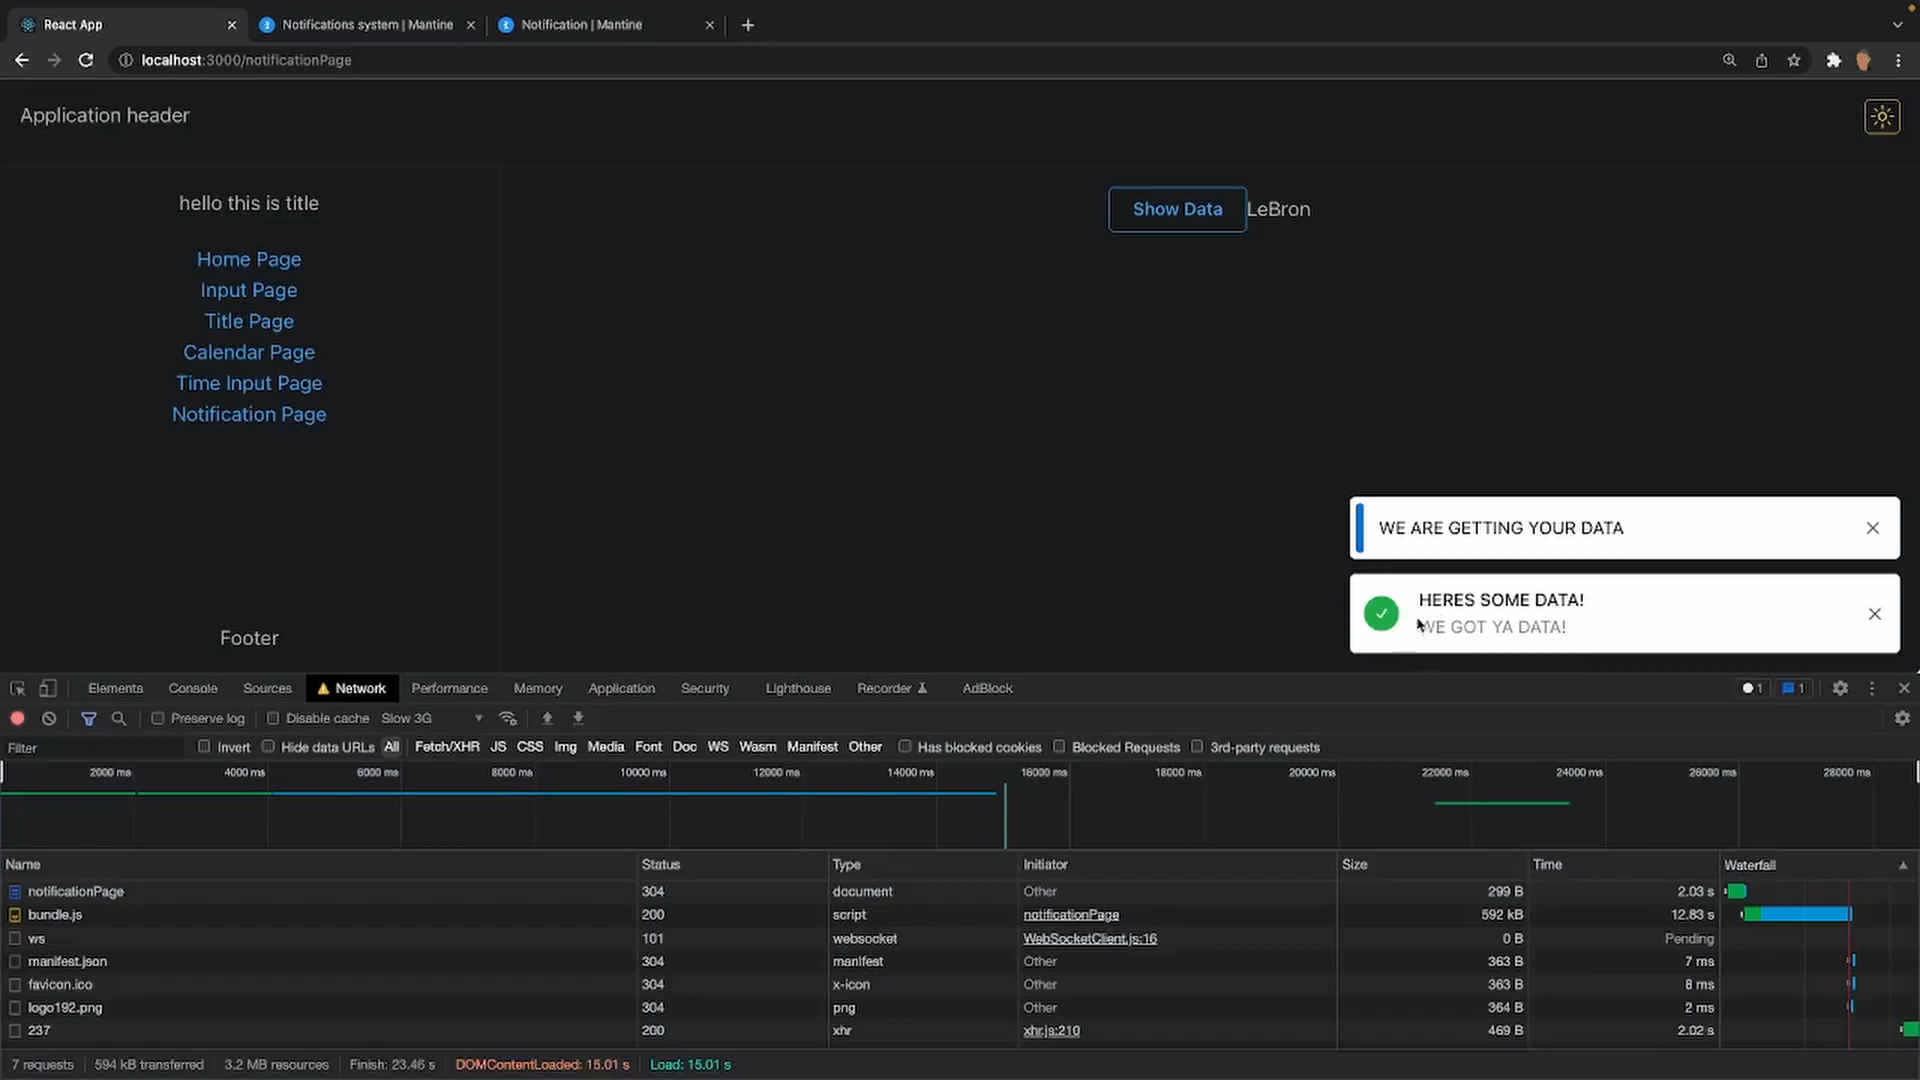 React App
Notifications system | Mantine
Notification | Mantine
localhost:3000/notificationPage
Application header
hello this is title
Home Page
Input Page
Title Page
Calendar Page
Time Input Page
Notification Page
Footer
Show Data LeBron
WE ARE GETTING YOUR DATA
HERES SOME DATA!
WE GOT YA DATA!
Elements Console Sources Network Performance Memory Application Security Lighthouse Recorder AdBlock 1 1
Preserve log Disable cache Slow 3G
Filter Invert Hide data URLs All Fetch/XHR JS CSS Img Media Font Doc WS Wasm Manifest Other Has blocked cookies Blocked Requests 3rd-party requests
2000 ms 4000 ms 6000 ms 8000 ms 10000 ms 12000 ms 14000 ms 16000 ms 18000 ms 20000 ms 22000 ms 24000 ms 26000 ms 28000 ms
Name Status Type Initiator Size Time Waterfall
notificationPage 304 document Other 299 B 2.03 s
bundle.js 200 script notificationPage 592 kB 12.83 s
ws 101 websocket WebSocketClient.js:16 0 B Pending
manifest.json 304 manifest Other 363 B 7 ms
favicon.ico 304 x-icon Other 363 B 8 ms
logo192.png 304 png Other 364 B 2 ms
237 200 xhr xhr.js:210 469 B 2.02 s
7 requests 594 kB transferred 3.2 MB resources Finish: 23.46 s DOMContentLoaded: 15.01 s Load: 15.01 s